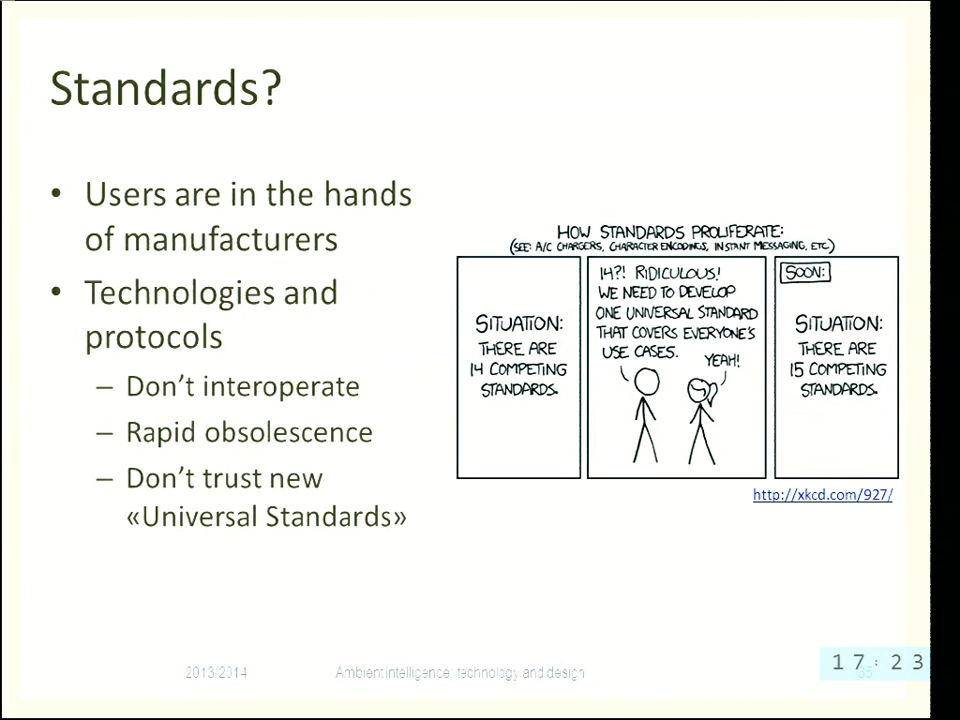 Standards?
• Users are in the hands
of manufacturers
• Technologies and
protocols
– Don’t interoperate
– Rapid obsolescence
– Don’t trust new
«Universal Standards»
HOW STANDARDS PROLIFERATE:
(SEE: A/C CHARGERS, CHARACTER ENCODINGS, INSTANT MESSAGING, ETC.)
SITUATION:
THERE ARE
14 COMPETING
STANDARDS.
14?! RIDICULOUS!
WE NEED TO DEVELOP
ONE UNIVERSAL STANDARD
THAT COVERS EVERYONE'S
USE CASES.
YEAH!
SOON:
SITUATION:
THERE ARE
15 COMPETING
STANDARDS.
http://xkcd.com/927/
2013/2014
Ambient intelligence: technology and design
35
17:23